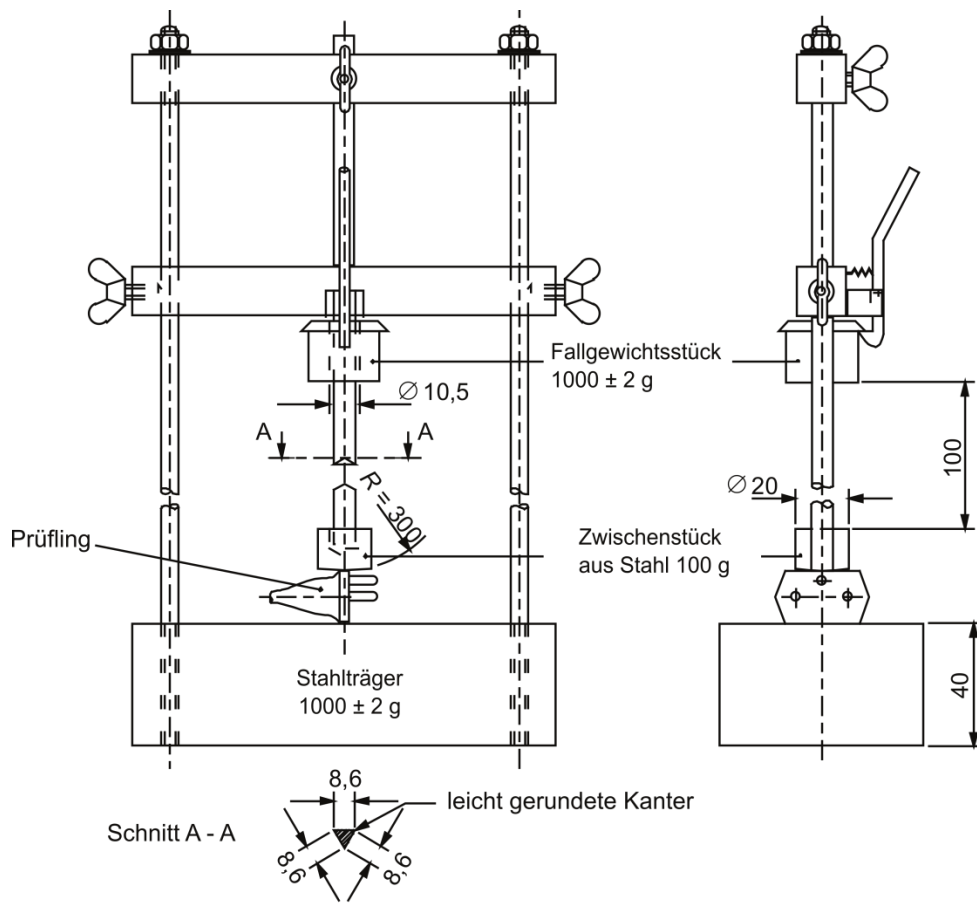 Fallgewichtsstück
1000 ± 2 g
∅ 10,5
A
A
100
R = 300
∅ 20
Prüfling
Zwischenstück
aus Stahl 100 g
Stahlträger
1000 ± 2 g
40
8,6
leicht gerundete Kanter
Schnitt A - A
8,6
8,6